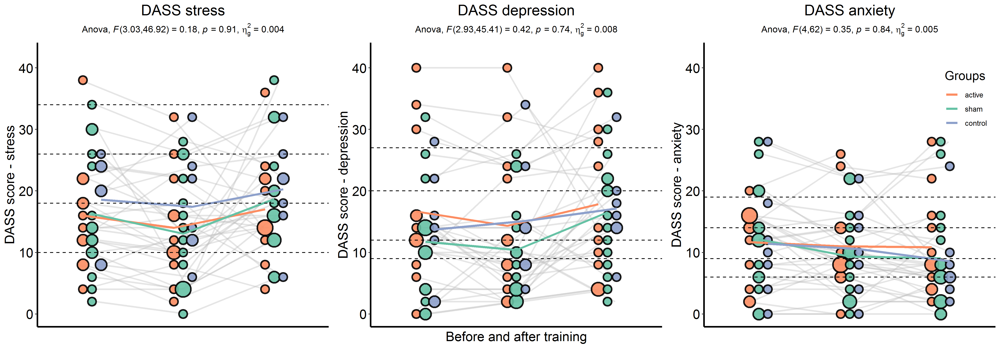 DASS stress
Anova, F(3.03,46.92) = 0.18, p = 0.91, η²g = 0.004
DASS score - stress
40
30
20
10
0
DASS depression
Anova, F(2.93,45.41) = 0.42, p = 0.74, η²g = 0.008
DASS score - depression
40
30
20
10
0
Before and after training
DASS anxiety
Anova, F(4,62) = 0.35, p = 0.84, η²g = 0.005
DASS score - anxiety
40
30
20
10
0
Groups
active
sham
control